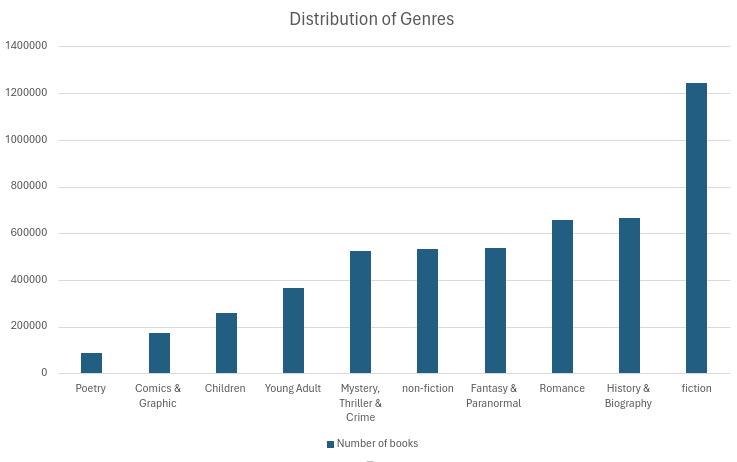 Distribution of Genres
1400000
1200000
1000000
800000
600000
400000
200000
0
Poetry
Comics &
Graphic
Children
Young Adult
Mystery,
Thriller &
Crime
non-fiction
Fantasy &
Paranormal
Romance
History &
Biography
fiction
Number of books